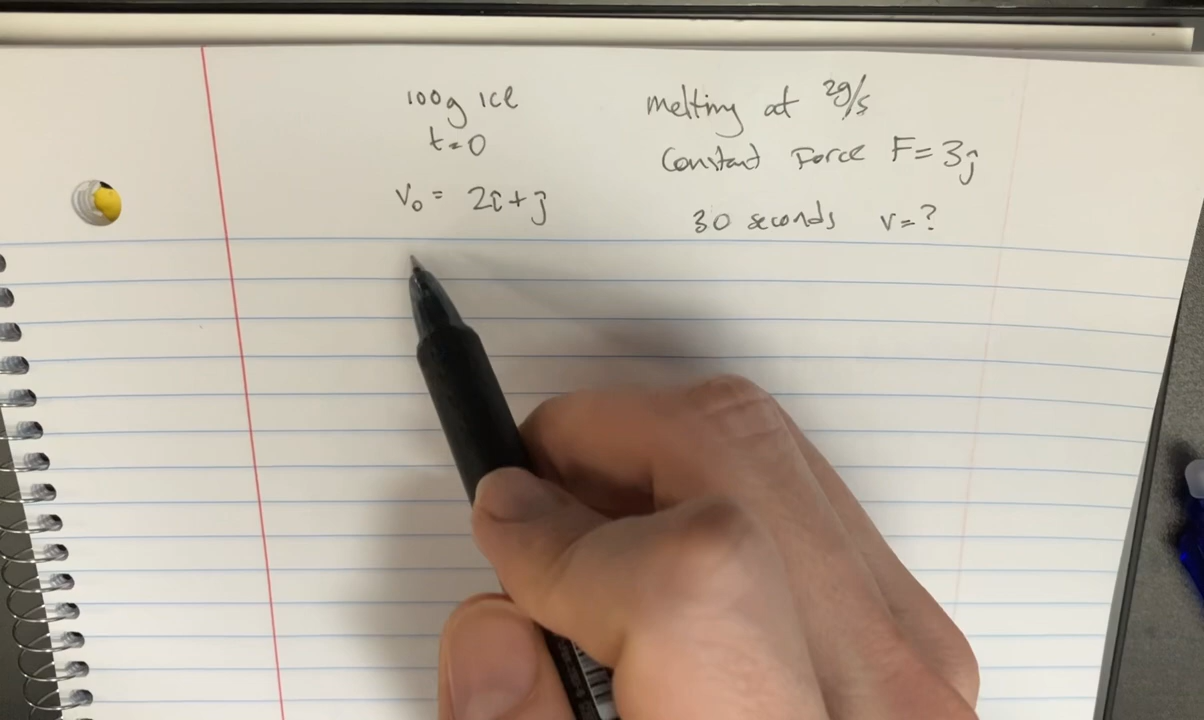 100g ice
t=0
V₀ = 2î+ĵ
melting at 2g/s
Constant Force F=3ĵ
30 seconds v=?